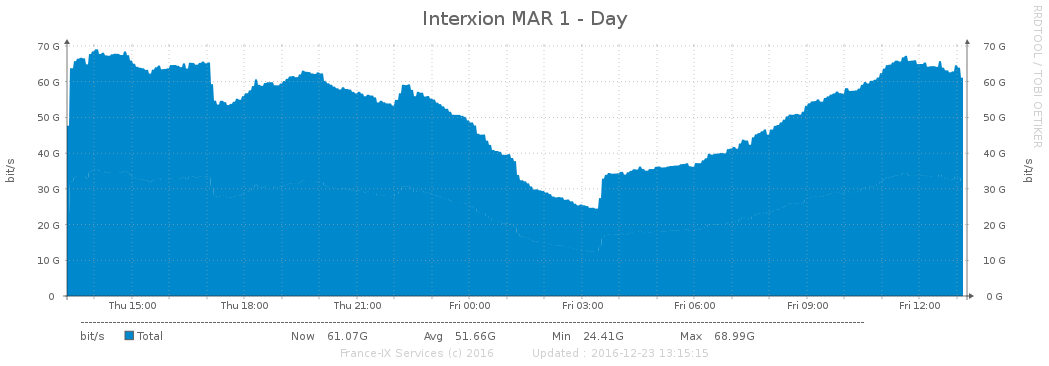 Interxion MAR 1 - Day
RRDTOOL / TOBI OETIKER
bit/s
bit/s
70 G 70 G
60 G 60 G
50 G 50 G
40 G 40 G
30 G 30 G
20 G 20 G
10 G 10 G
0 0 G
Thu 15:00 Thu 18:00 Thu 21:00 Fri 00:00 Fri 03:00 Fri 06:00 Fri 09:00 Fri 12:00
bit/s Total Now 61.07G Avg 51.66G Min 24.41G Max 68.99G
France-IX Services (c) 2016 Updated : 2016-12-23 13:15:15